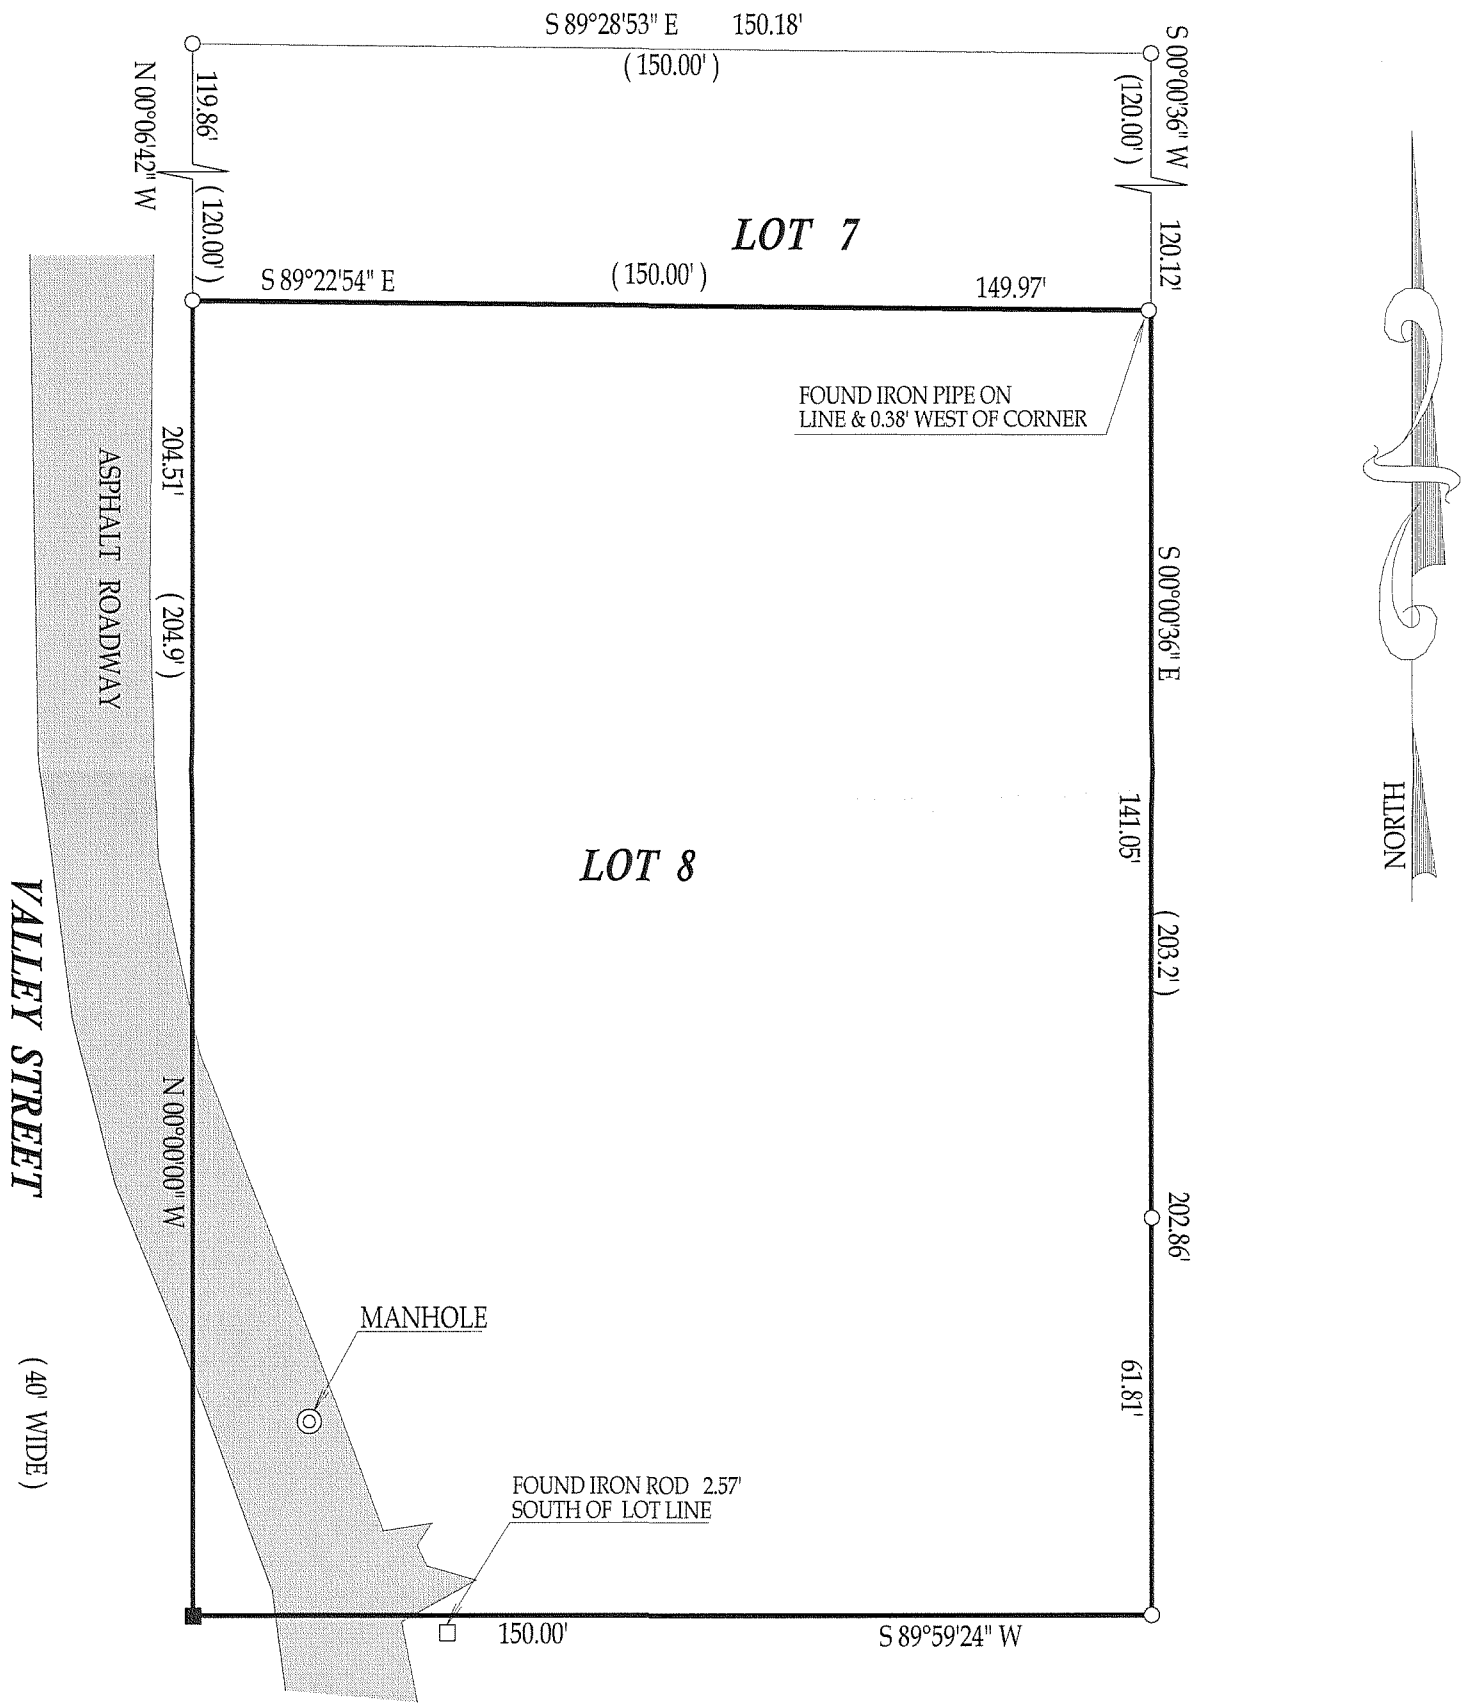 S 89°28'53" E 150.18'
( 150.00' )
S 00°00'36" W
(120.00' )
120.12'
119.86'
( 120.00' )
N 00°06'42" W
LOT 7
S 89°22'54" E ( 150.00' ) 149.97'
FOUND IRON PIPE ON
LINE & 0.38' WEST OF CORNER
204.51' ( 204.9' )
ASPHALT ROADWAY
S 00°00'36" E
141.05'
( 203.2' )
NORTH
LOT 8
VALLEY STREET
( 40' WIDE )
N 00°00'00" W
202.86'
61.81'
MANHOLE
FOUND IRON ROD 2.57'
SOUTH OF LOT LINE
150.00' S 89°59'24" W